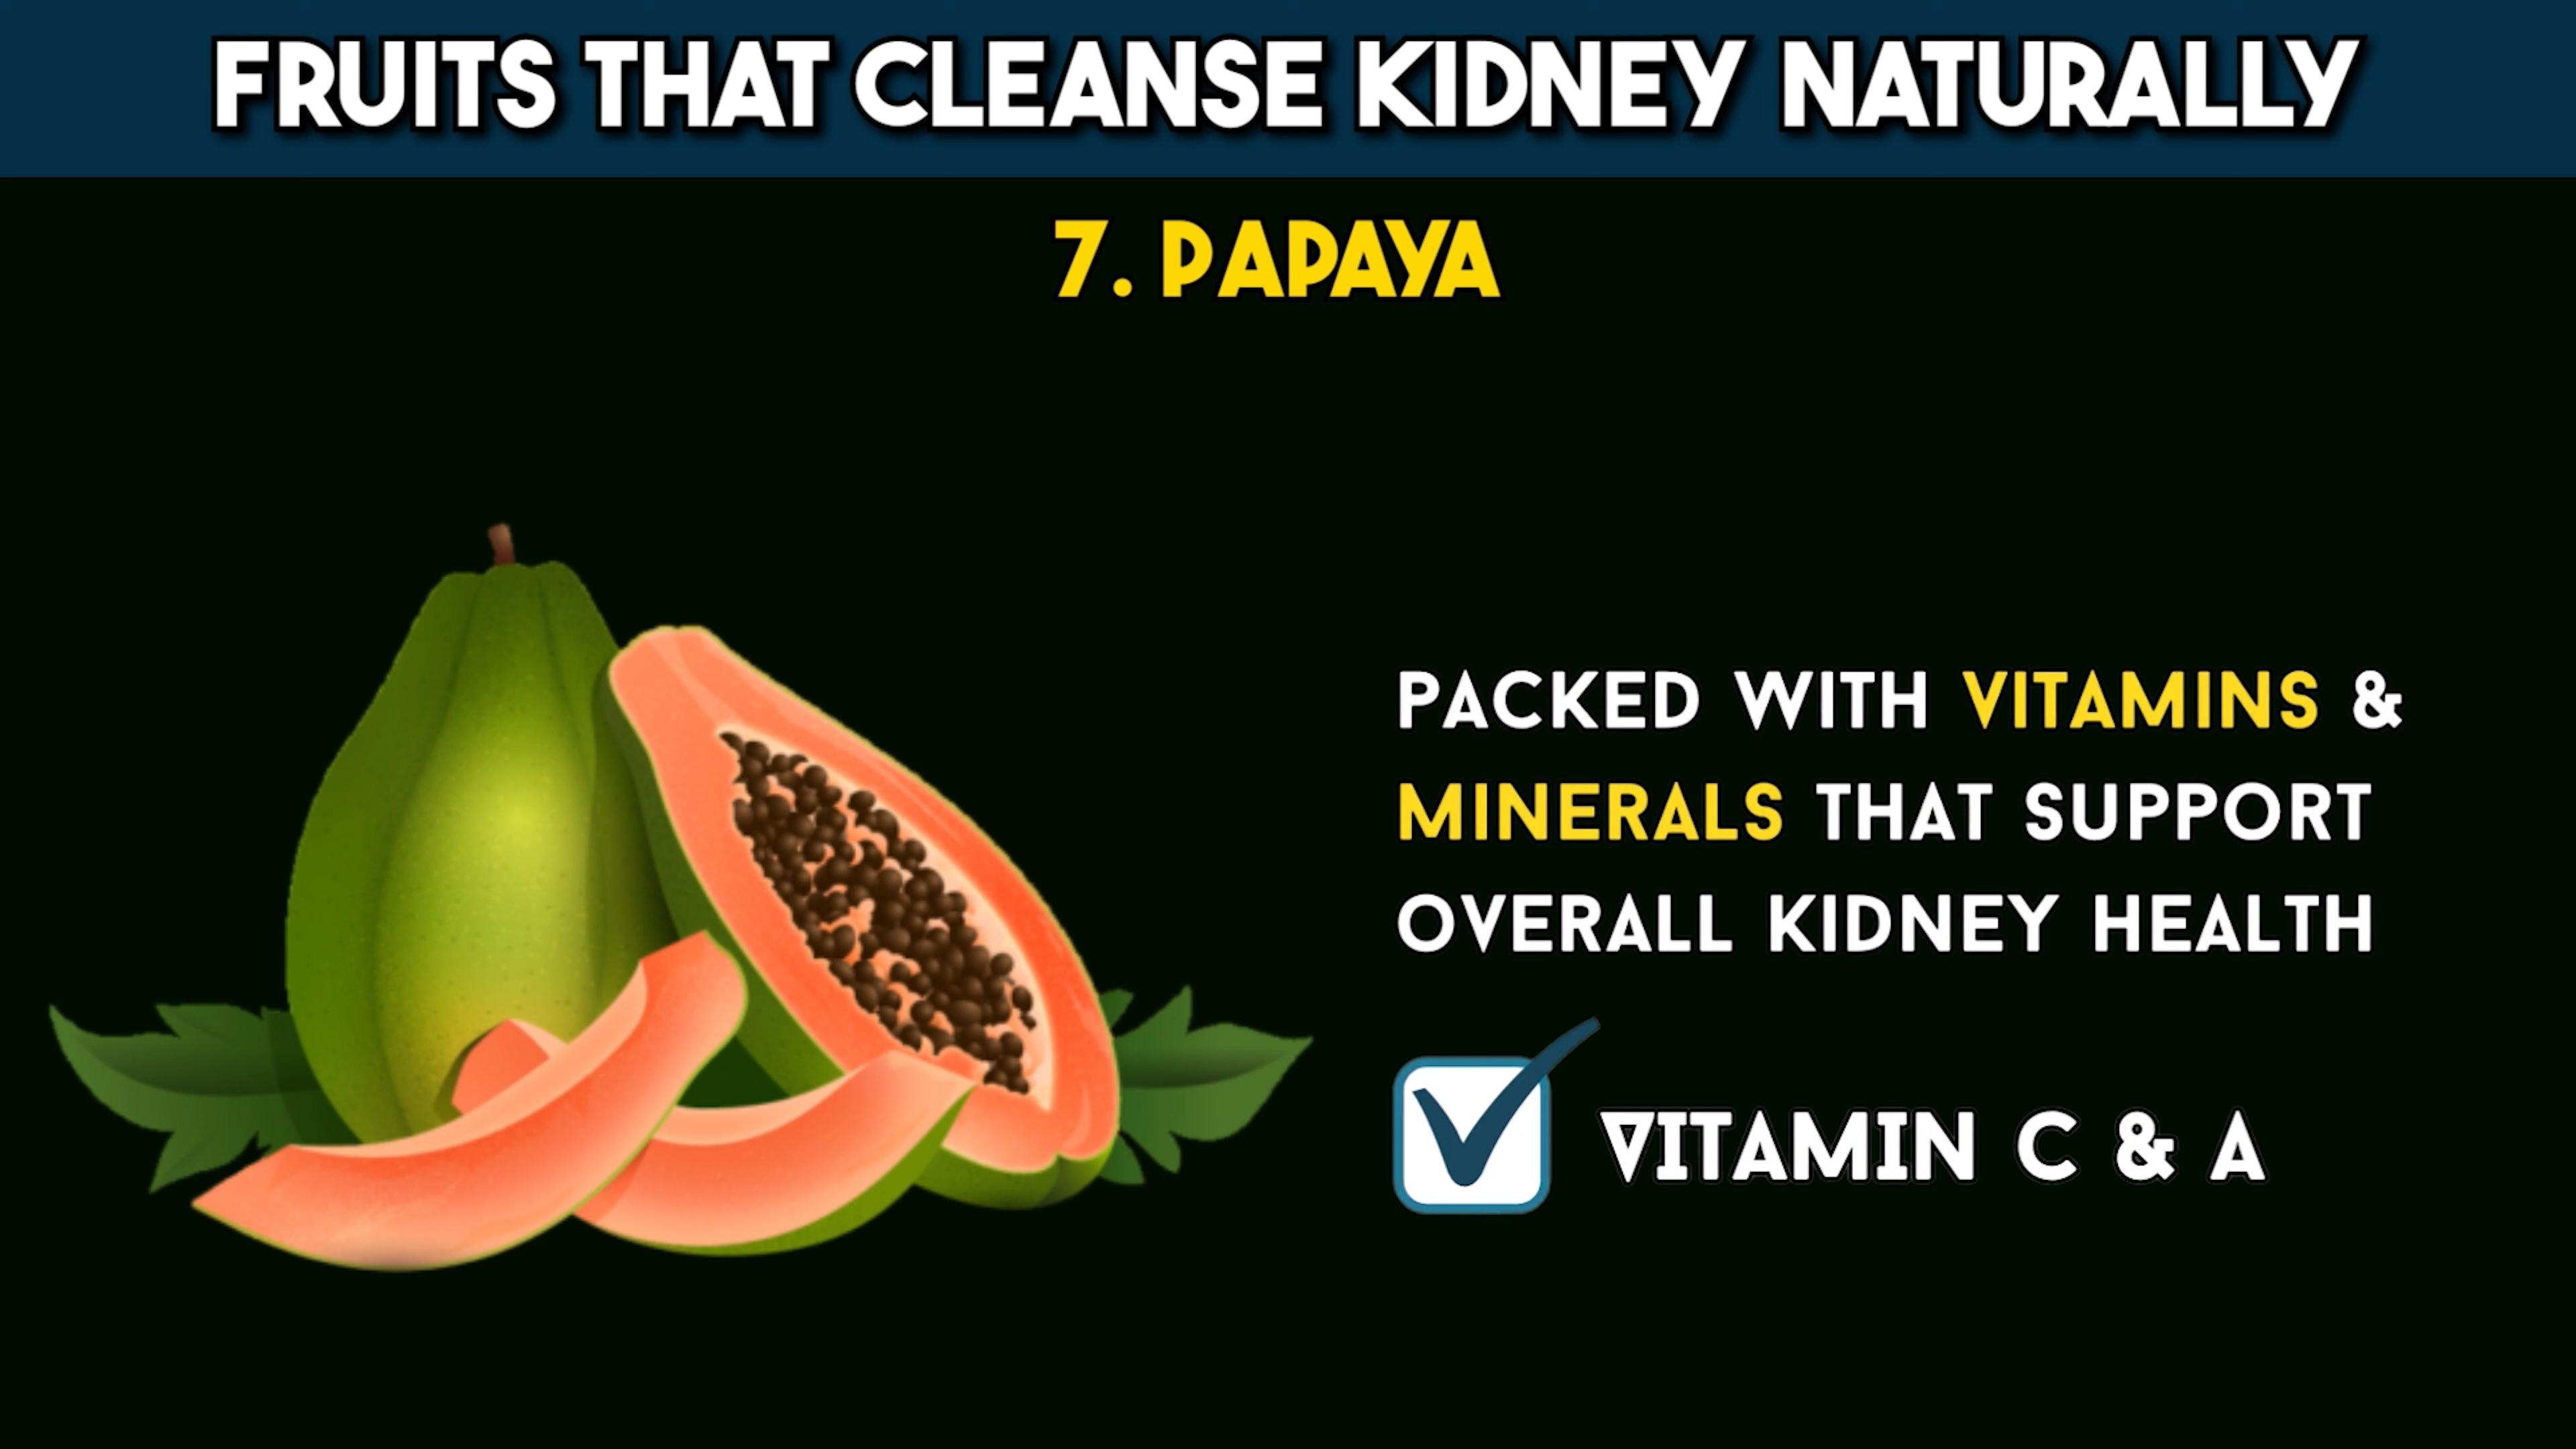 FRUITS THAT CLEANSE KIDNEY NATURALLY
7. PAPAYA
PACKED WITH VITAMINS &
MINERALS THAT SUPPORT
OVERALL KIDNEY HEALTH
VITAMIN C & A